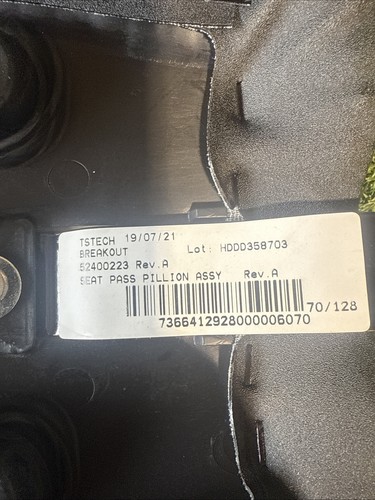 TSTECH 19/07/21
BREAKOUT Lot: HDDD358703
52400223 Rev.A
SEAT PASS PILLION ASSY Rev.A
70/128
7366412928000006070